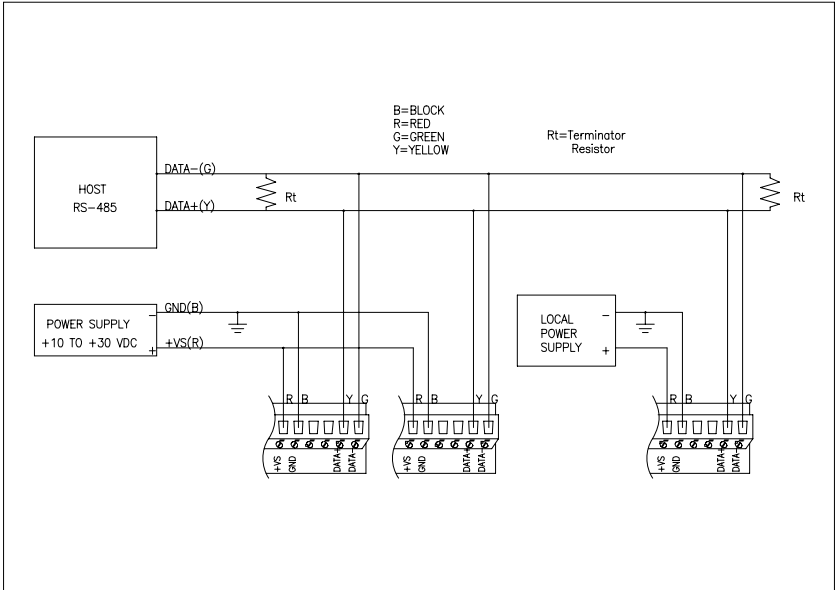 B=BLOCK
R=RED
G=GREEN
Y=YELLOW
Rt=Terminator
Resistor
HOST
RS-485
DATA-(G)
DATA+(Y)
Rt
Rt
POWER SUPPLY
+10 TO +30 VDC
-
+
GND(B)
+VS(R)
LOCAL
POWER
SUPPLY
-
+
R B Y G
R B Y G
R B Y G
+VS GND DATA+ DATA-
+VS GND DATA+ DATA-
+VS GND DATA+ DATA-